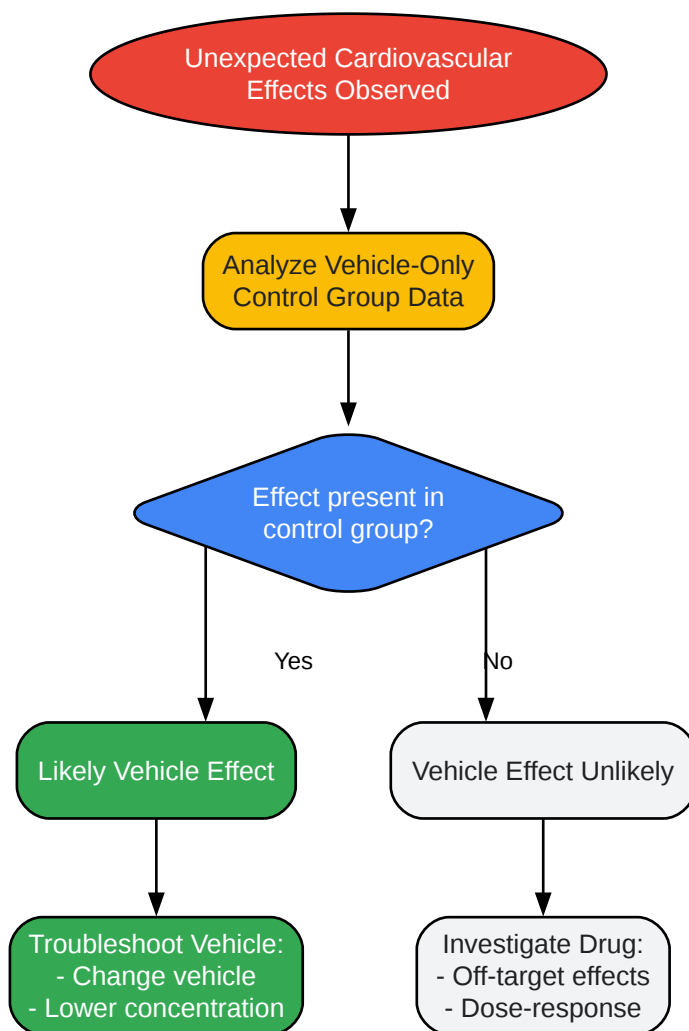 Unexpected Cardiovascular
Effects Observed
Analyze Vehicle-Only
Control Group Data
Effect present in
control group?
Yes
No
Likely Vehicle Effect
Vehicle Effect Unlikely
Troubleshoot Vehicle:
- Change vehicle
- Lower concentration
Investigate Drug:
- Off-target effects
- Dose-response